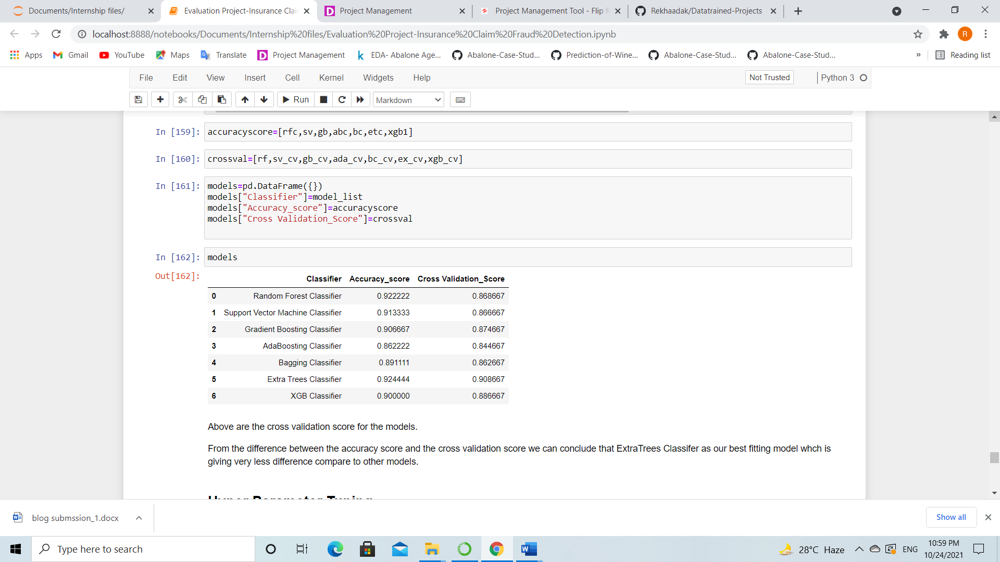 Documents/Internship files/
Evaluation Project-Insurance Clai
Project Management
Project Management Tool - Flip R
Rekhaadak/Datatrained-Projects
localhost:8888/notebooks/Documents/Internship%20files/Evaluation%20Project-Insurance%20Claim%20Fraud%20Detection.ipynb
R
Apps Gmail YouTube Maps Translate Project Management EDA- Abalone Age... Abalone-Case-Stud... Prediction-of-Wine... Abalone-Case-Stud... Abalone-Case-Stud... » Reading list
File Edit View Insert Cell Kernel Widgets Help Not Trusted Python 3
Run Markdown
In [159]: accuracyscore=[rfc,sv,gb,abc,bc,etc,xgb1]
In [160]: crossval=[rf,sv_cv,gb_cv,ada_cv,bc_cv,ex_cv,xgb_cv]
In [161]: models=pd.DataFrame({})
models["Classifier"]=model_list
models["Accuracy_score"]=accuracyscore
models["Cross Validation_Score"]=crossval
In [162]: models
Out[162]:
Classifier Accuracy_score Cross Validation_Score
0 Random Forest Classifier 0.922222 0.868667
1 Support Vector Machine Classifier 0.913333 0.866667
2 Gradient Boosting Classifier 0.906667 0.874667
3 AdaBoosting Classifier 0.862222 0.844667
4 Bagging Classifier 0.891111 0.862667
5 Extra Trees Classifier 0.924444 0.908667
6 XGB Classifier 0.900000 0.886667
Above are the cross validation score for the models.
From the difference between the accuracy score and the cross validation score we can conclude that ExtraTrees Classifer as our best fitting model whch is
giving very less difference compare to other models.
Hyper Parameter Tuning
blog submssion_1.docx
Show all
Type here to search
28°C Haze
ENG
10:59 PM
10/24/2021